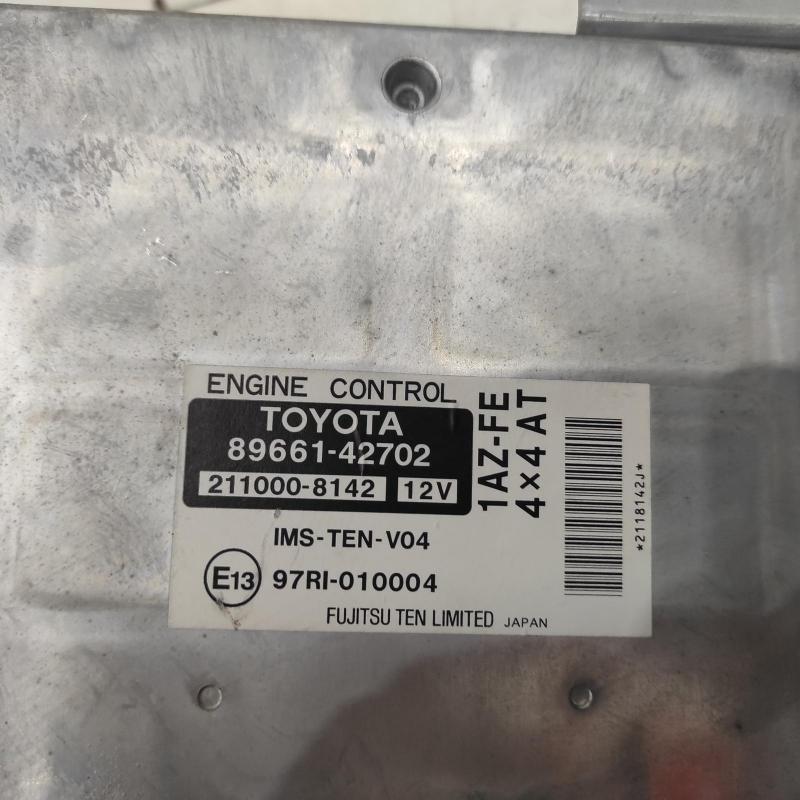 ENGINE CONTROL
TOYOTA
89661-42702
211000-8142 12V
1AZ-FE
4×4 AT
IMS-TEN-V04
E13 97RI-010004
FUJITSU TEN LIMITED JAPAN
*2118142J*